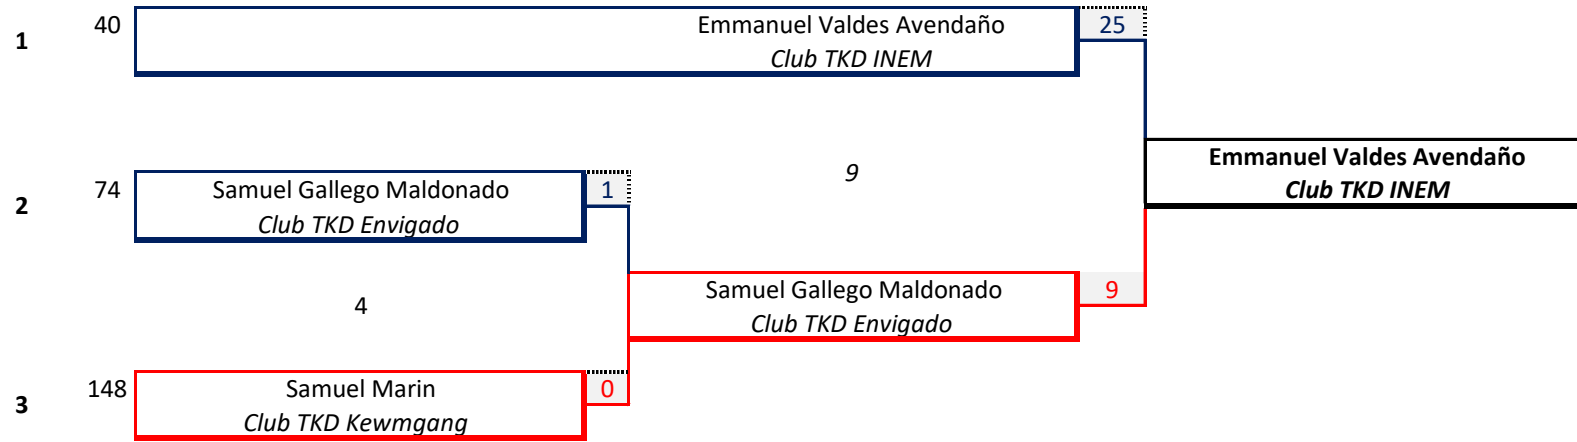 1
40
Emmanuel Valdes Avendaño
25
Club TKD INEM
9
Emmanuel Valdes Avendaño
Club TKD INEM
2
74
Samuel Gallego Maldonado
1
Club TKD Envigado
4
Samuel Gallego Maldonado
9
Club TKD Envigado
3
148
Samuel Marin
0
Club TKD Kewmgang